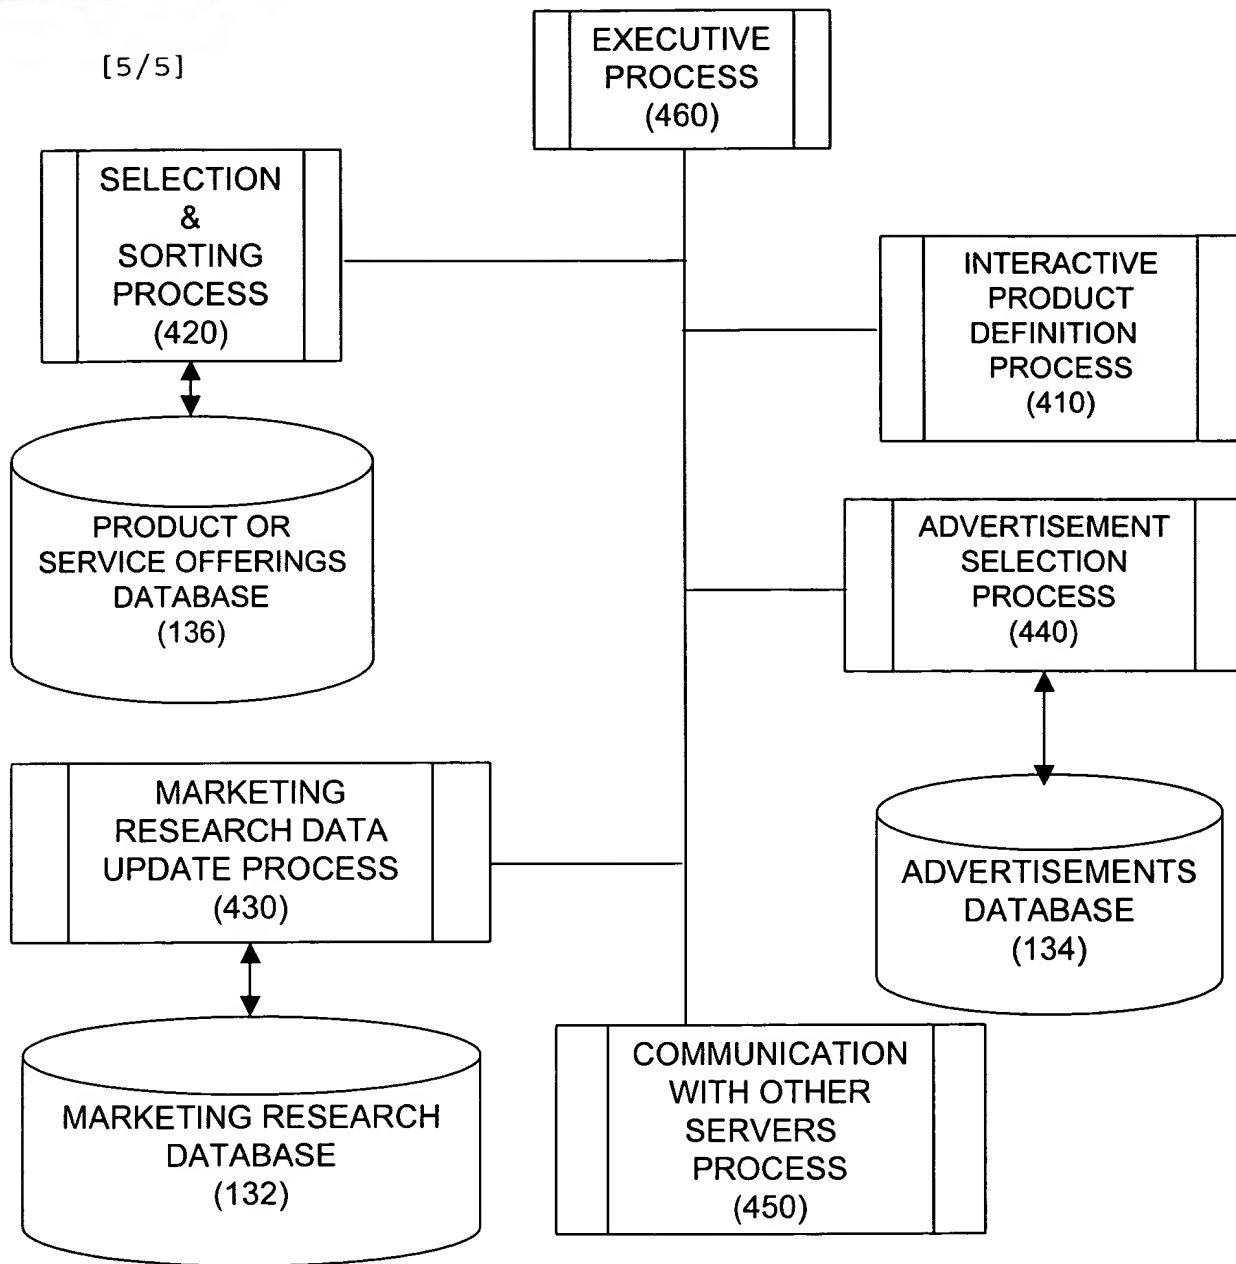 [5/5]
EXECUTIVE
PROCESS
(460)
SELECTION
&
SORTING
PROCESS
(420)
INTERACTIVE
PRODUCT
DEFINITION
PROCESS
(410)
PRODUCT OR
SERVICE OFFERINGS
DATABASE
(136)
ADVERTISEMENT
SELECTION
PROCESS
(440)
MARKETING
RESEARCH DATA
UPDATE PROCESS
(430)
ADVERTISEMENTS
DATABASE
(134)
MARKETING RESEARCH
DATABASE
(132)
COMMUNICATION
WITH OTHER
SERVERS
PROCESS
(450)